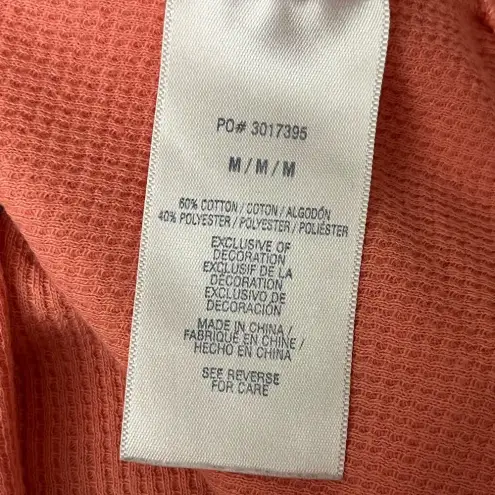 PO# 3017395
M / M / M
60% COTTON / COTON / ALGODÓN
40% POLYESTER / POLYESTER / POLIÉSTER
EXCLUSIVE OF
DECORATION
EXCLUSIF DE LA
DÉCORATION
EXCLUSIVO DE
DECORACIÓN
MADE IN CHINA /
FABRIQUÉ EN CHINE /
HECHO EN CHINA
SEE REVERSE
FOR CARE